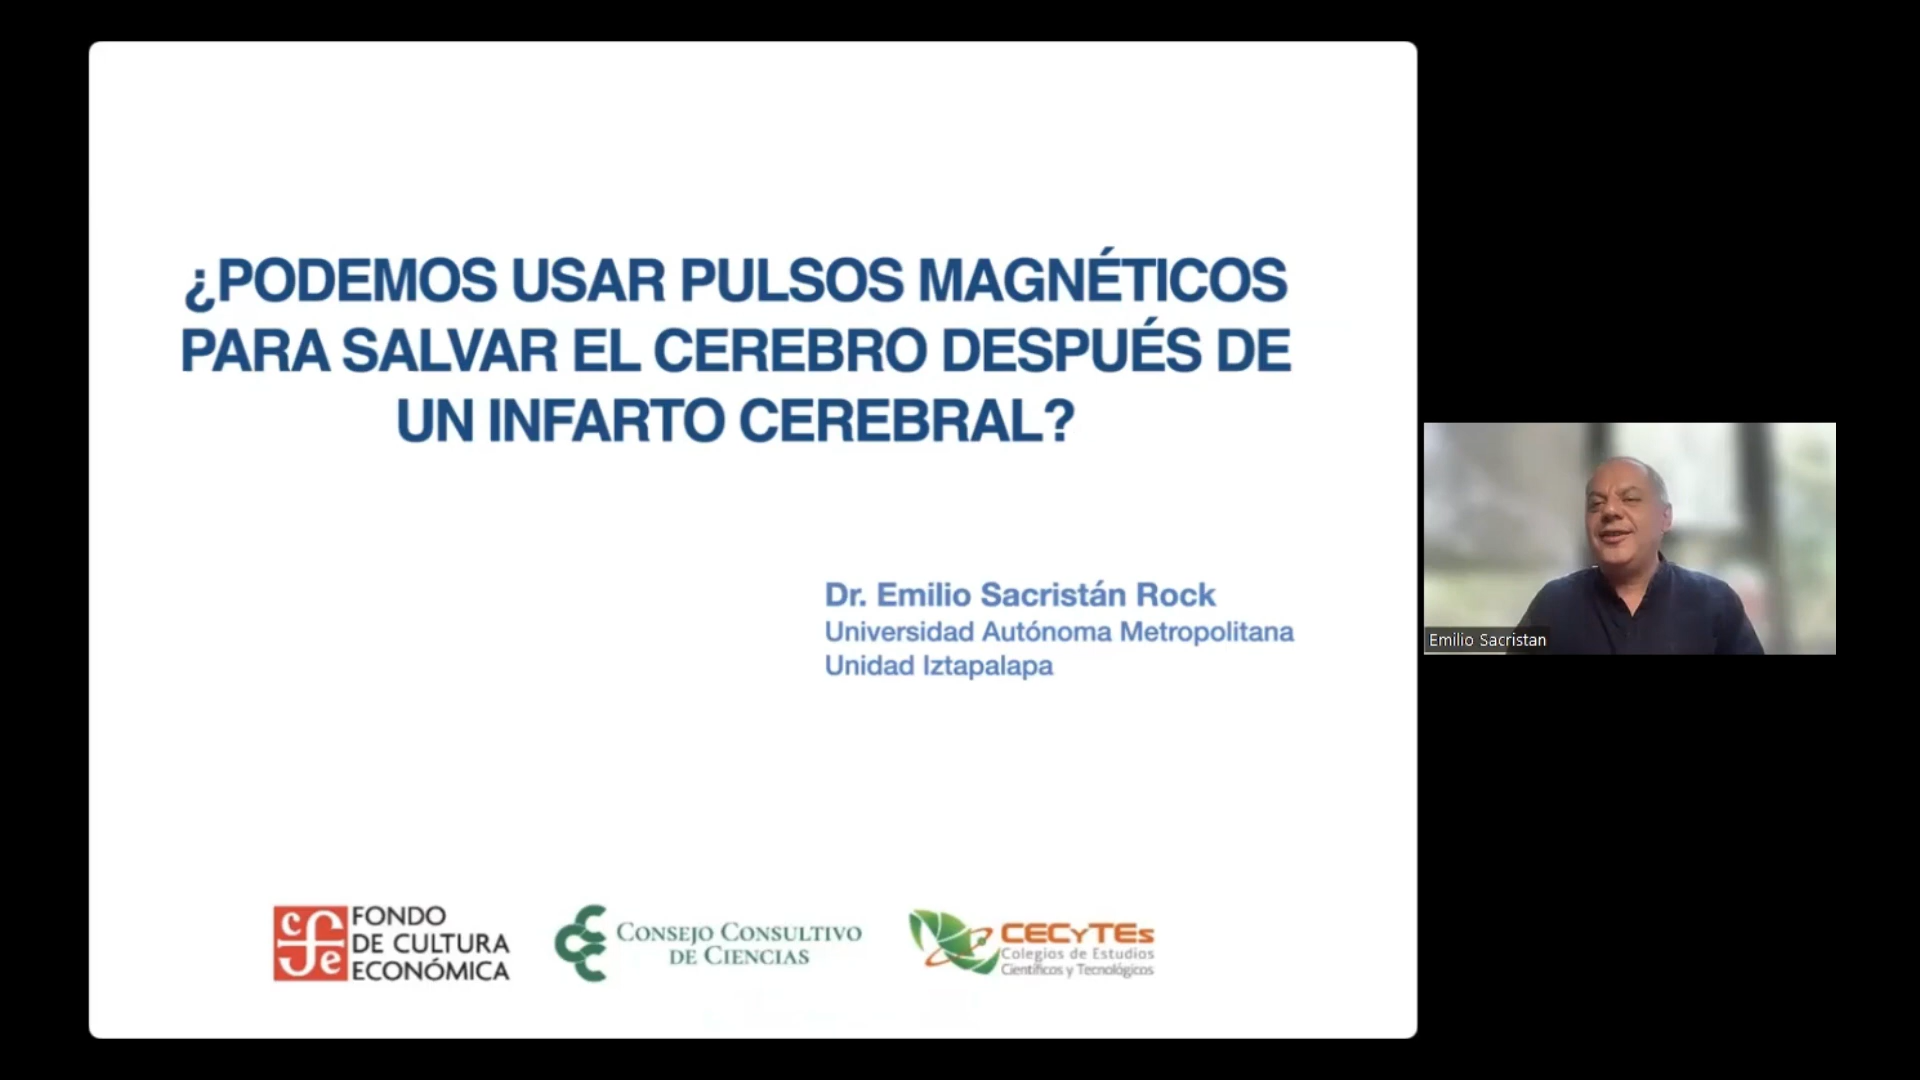 ¿PODEMOS USAR PULSOS MAGNÉTICOS
PARA SALVAR EL CEREBRO DESPUÉS DE
UN INFARTO CEREBRAL?
Dr. Emilio Sacristán Rock
Universidad Autónoma Metropolitana
Unidad Iztapalapa
Emilio Sacristan
cfe
FONDO
DE CULTURA
ECONÓMICA
CONSEJO CONSULTIVO
DE CIENCIAS
CECyTEs
Colegios de Estudios
Científicos y Tecnológicos